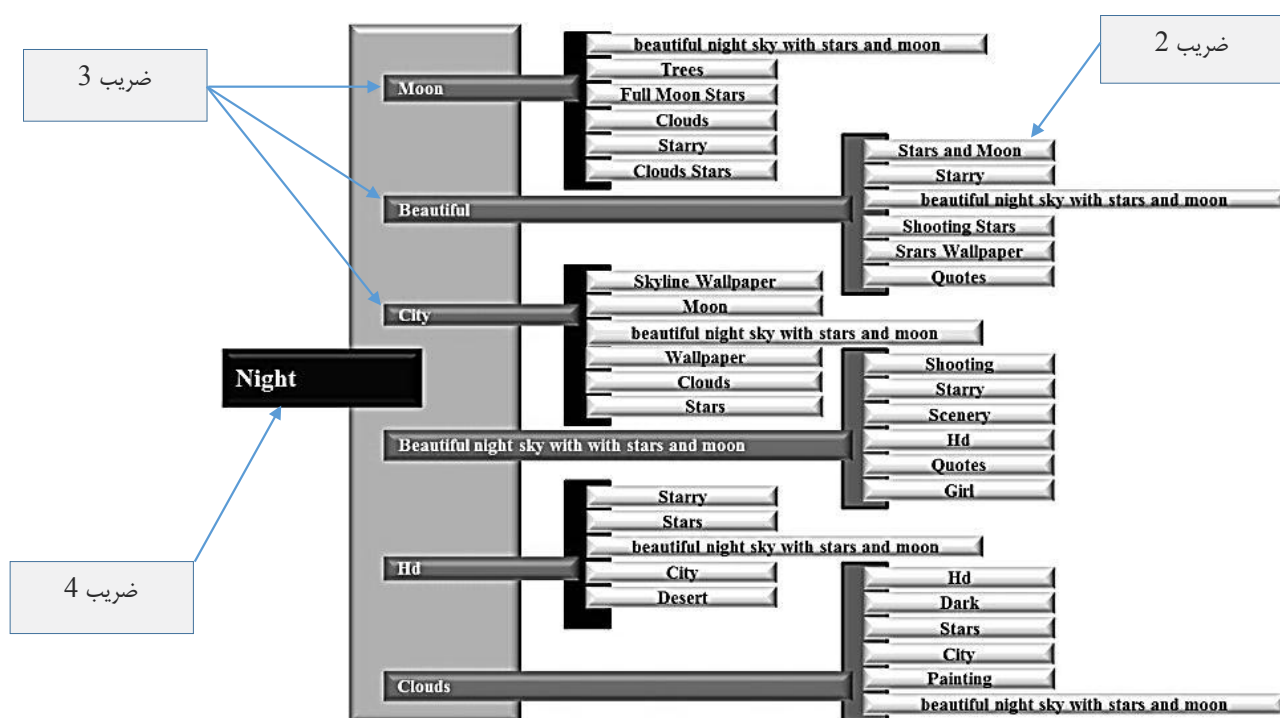 ضریب 3
ضریب 2
Moon
beautiful night sky with stars and moon
Trees
Full Moon Stars
Clouds
Starry
Clouds Stars
Beautiful
Stars and Moon
Starry
beautiful night sky with stars and moon
Shooting Stars
Srars Wallpaper
Quotes
City
Skyline Wallpaper
Moon
beautiful night sky with stars and moon
Wallpaper
Clouds
Stars
Night
Beautiful night sky with with stars and moon
Shooting
Starry
Scenery
Hd
Quotes
Girl
Hd
Starry
Stars
beautiful night sky with stars and moon
City
Desert
ضریب 4
Clouds
Hd
Dark
Stars
City
Painting
beautiful night sky with stars and moon